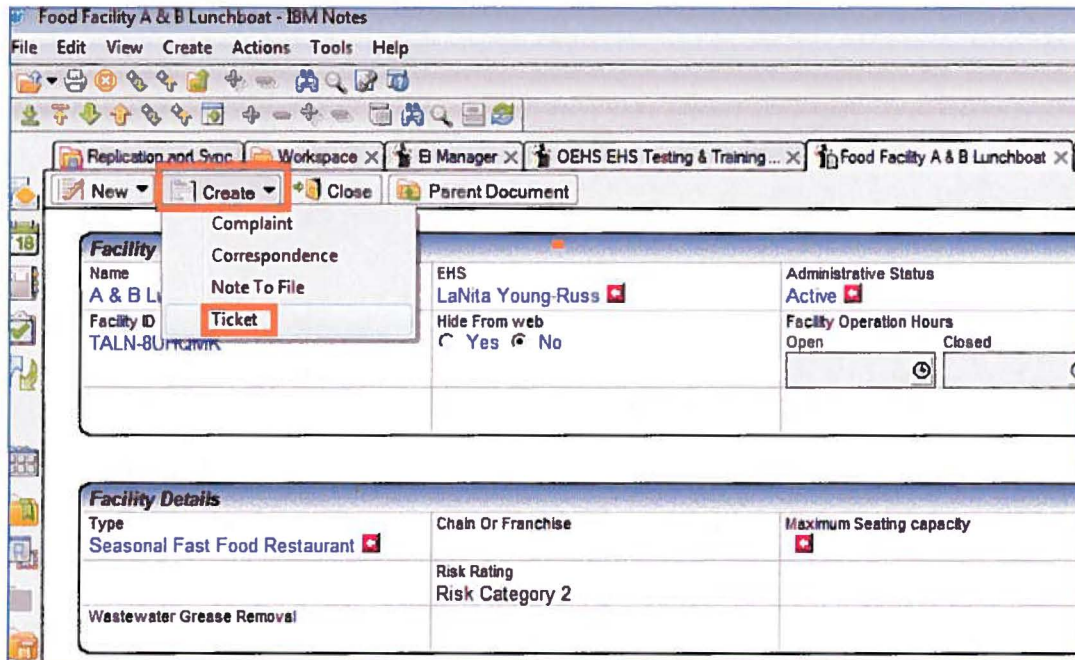 Food Facility A & B Lunchboat - IBM Notes
File Edit View Create Actions Tools Help
Replication and Sync Workspace EI Manager OEHS EHS Testing & Training... Food Facility A & B Lunchboat
New Create Close Parent Document
Complaint
Correspondence
Note To File
Ticket
18
Facility
Name EHS Administrative Status
A & B LaNita Young-Russ Active
Facility ID Hide From web Facility Operation Hours
Yes No Open Closed
Facility Details
Type Chain Or Franchise Maximum Seating capacity
Seasonal Fast Food Restaurant
Risk Rating
Risk Category 2
Wastewater Grease Removal